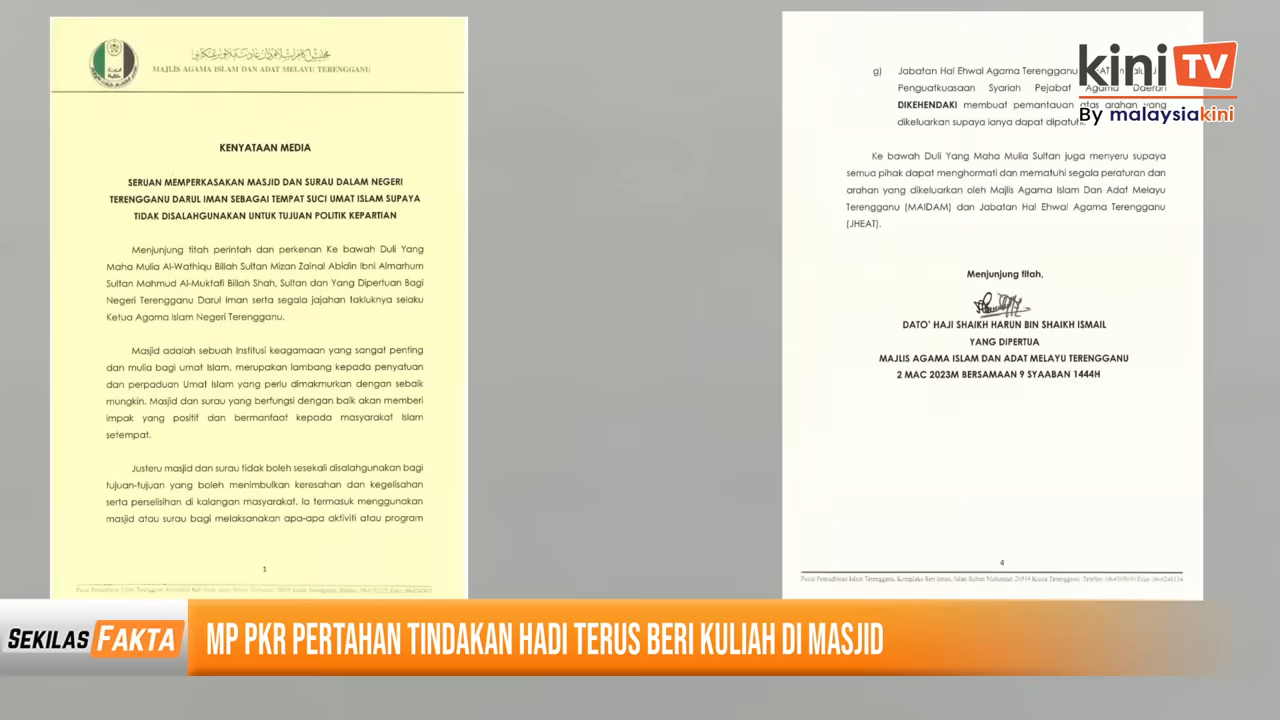 MAJLIS AGAMA ISLAM DAN ADAT MELAYU TERENGGANU
KENYATAAN MEDIA
SERUAN MEMPERKASAKAN MASJID DAN SURAU DALAM NEGERI
TERENGGANU DARUL IMAN SEBAGAI TEMPAT SUCI UMAT ISLAM SUPAYA
TIDAK DISALAHGUNAKAN UNTUK TUJUAN POLITIK KEPARTIAN
Menjunjung titah perintah dan perkenan Ke bawah Duli Yang
Maha Mulia Al-Wathiqu Billah Sultan Mizan Zainal Abidin Ibni Almarhum
Sultan Mahmud Al-Muktafi Billah Shah, Sultan dan Yang Dipertuan Bagi
Negeri Terengganu Darul Iman serta segala jajahan takluknya selaku
Ketua Agama Islam Negeri Terengganu.
Masjid adalah sebuah Institusi keagamaan yang sangat penting
dan mulia bagi umat Islam, merupakan lambang kepada penyatuan
dan perpaduan Umat Islam yang perlu dimakmurkan dengan sebaik
mungkin. Masjid dan surau yang berfungsi dengan baik akan memberi
impak yang positif dan bermanfaat kepada masyarakat Islam
setempat.
Justeru masjid dan surau tidak boleh sesekali disalahgunakan bagi
tujuan-tujuan yang boleh menimbulkan keresahan dan kegelisahan
serta perselisihan di kalangan masyarakat. Ia termasuk menggunakan
masjid atau surau bagi melaksanakan apa-apa aktiviti atau program
1
g) Jabatan Hal Ehwal Agama Terengganu
Penguatkuasaan Syariah Pejabat Agama Daerah
DIKEHENDAKI membuat pemantauan atas arahan yang
dikeluarkan supaya ianya dapat dipatuhi.
Ke bawah Duli Yang Maha Mulia Sultan juga menyeru supaya
semua pihak dapat menghormati dan mematuhi segala peraturan dan
arahan yang dikeluarkan oleh Majlis Agama Islam Dan Adat Melayu
Terengganu (MAIDAM) dan Jabatan Hal Ehwal Agama Terengganu
(JHEAT).
Menjunjung titah,
DATO' HAJI SHAIKH HARUN BIN SHAIKH ISMAIL
YANG DIPERTUA
MAJLIS AGAMA ISLAM DAN ADAT MELAYU TERENGGANU
2 MAC 2023M BERSAMAAN 9 SYAABAN 1444H
4
kini TV
By malaysiakini
SEKILAS FAKTA
MP PKR PERTAHAN TINDAKAN HADI TERUS BERI KULIAH DI MASJID